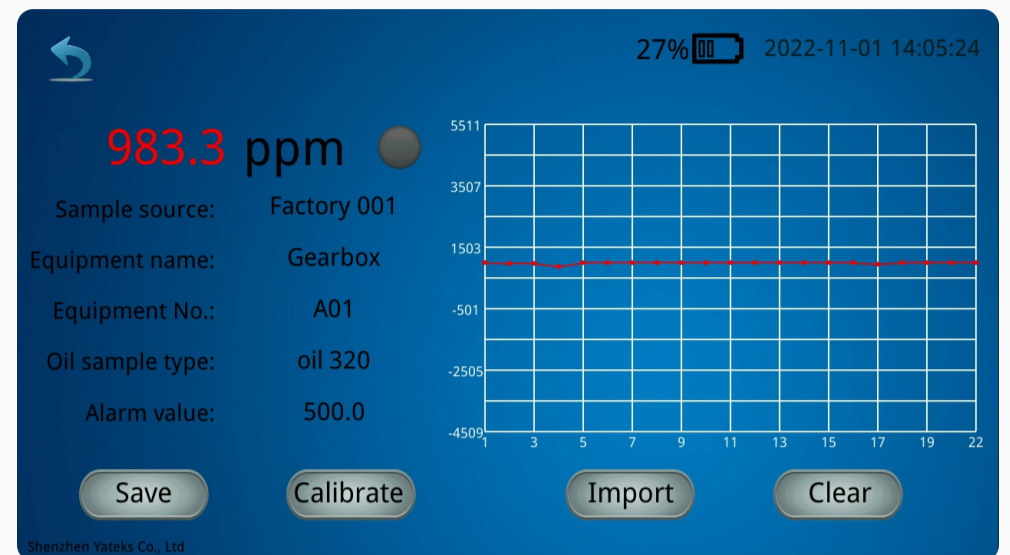 27% 2022-11-01 14:05:24
983.3 ppm
Sample source: Factory 001
Equipment name: Gearbox
Equipment No.: A01
Oil sample type: oil 320
Alarm value: 500.0
5511
3507
1503
-501
-2505
-4509
1 3 5 7 9 11 13 15 17 19 22
Save Calibrate Import Clear
Shenzhen Yateks Co., Ltd